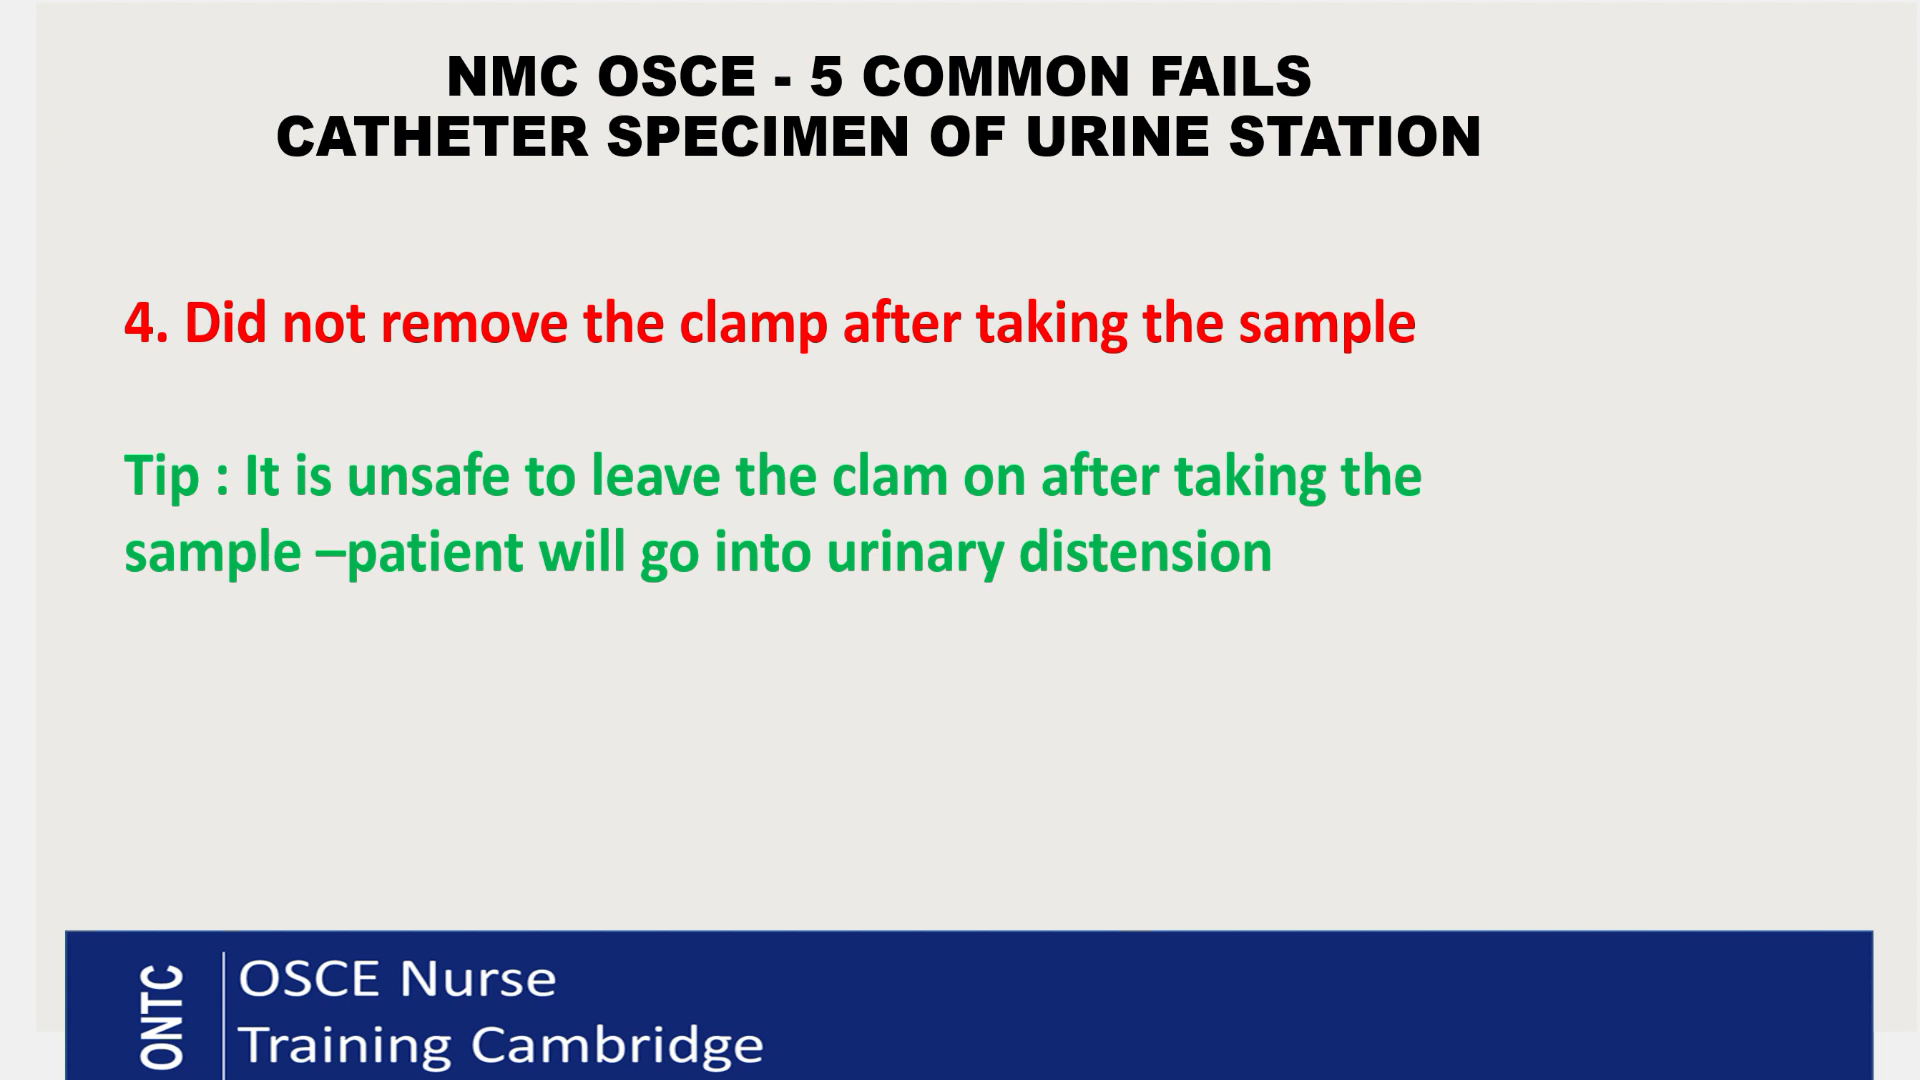 NMC OSCE - 5 COMMON FAILS
CATHETER SPECIMEN OF URINE STATION
4. Did not remove the clamp after taking the sample
Tip : It is unsafe to leave the clam on after taking the
sample –patient will go into urinary distension
ONTC
OSCE Nurse
Training Cambridge